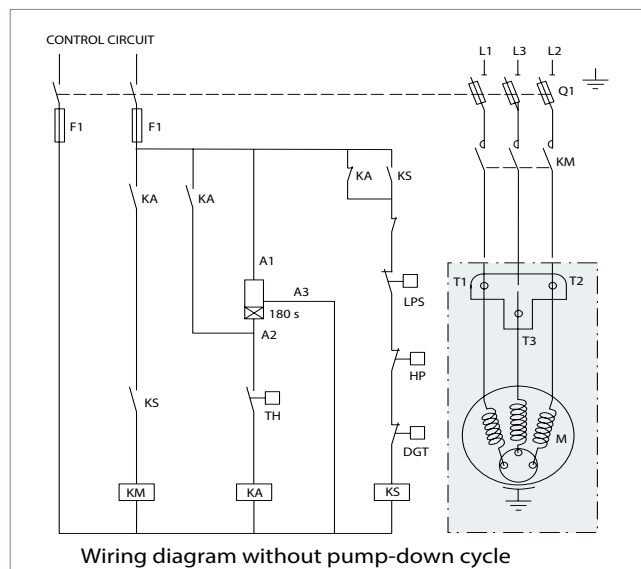 CONTROL CIRCUIT
L1 L3 L2
Q1
F1 F1
KM
KA KA KA KS
A1
A3
180 s
A2
LPS
T1 T2
T3
HP
KS
TH
M
DGT
KM KA KS
Wiring diagram without pump-down cycle